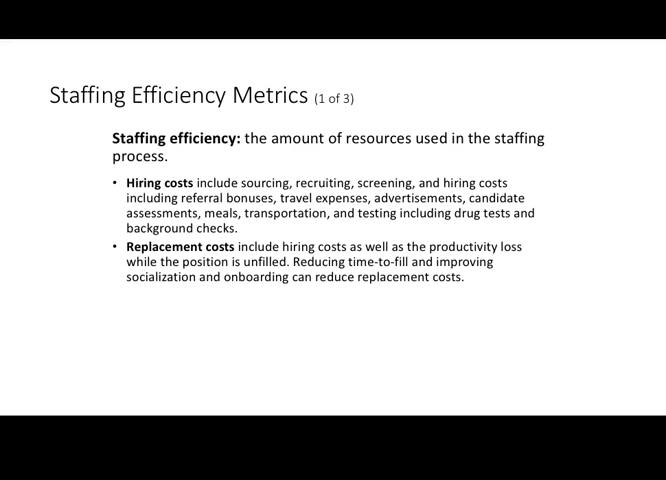 Staffing Efficiency Metrics (1 of 3)
Staffing efficiency: the amount of resources used in the staffing
process.
• Hiring costs include sourcing, recruiting, screening, and hiring costs
including referral bonuses, travel expenses, advertisements, candidate
assessments, meals, transportation, and testing including drug tests and
background checks.
• Replacement costs include hiring costs as well as the productivity loss
while the position is unfilled. Reducing time-to-fill and improving
socialization and onboarding can reduce replacement costs.